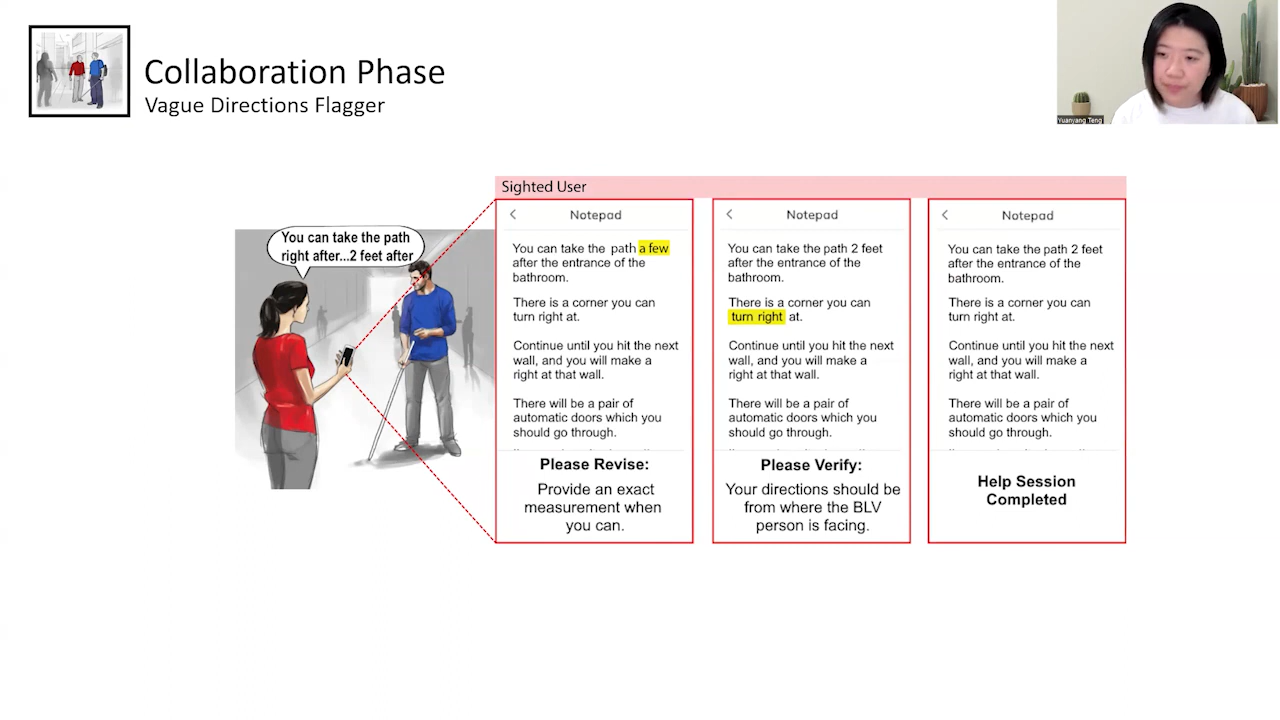 Collaboration Phase
Vague Directions Flagger
Yuanyang Teng
You can take the path
right after...2 feet after
Sighted User
Notepad
You can take the path a few
after the entrance of the
bathroom.
There is a corner you can
turn right at.
Continue until you hit the next
wall, and you will make a
right at that wall.
There will be a pair of
automatic doors which you
should go through.
Please Revise:
Provide an exact
measurement when
you can.
Notepad
You can take the path 2 feet
after the entrance of the
bathroom.
There is a corner you can
turn right at.
Continue until you hit the next
wall, and you will make a
right at that wall.
There will be a pair of
automatic doors which you
should go through.
Please Verify:
Your directions should be
from where the BLV
person is facing.
Notepad
You can take the path 2 feet
after the entrance of the
bathroom.
There is a corner you can
turn right at.
Continue until you hit the next
wall, and you will make a
right at that wall.
There will be a pair of
automatic doors which you
should go through.
Help Session
Completed